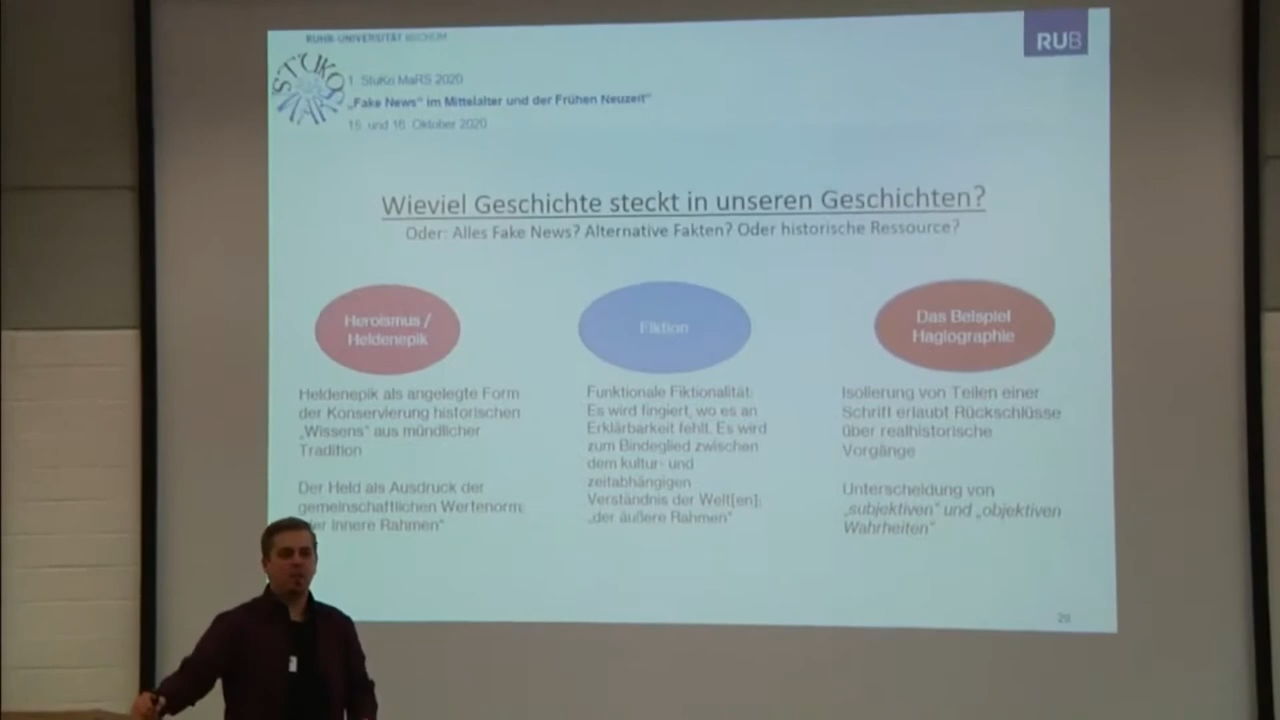 RUHR-UNIVERSITÄT BOCHUM
RUB
STUKO MARS
1. StuKo MaRS 2020
„Fake News" im Mittelalter und der Frühen Neuzeit"
15. und 16. Oktober 2020
Wieviel Geschichte steckt in unseren Geschichten?
Oder: Alles Fake News? Alternative Fakten? Oder historische Ressource?
Heroismus /
Heldenepik
Heldenepik als angelegte Form
der Konservierung historischen
„Wissens" aus mündlicher
Tradition
Der Held als Ausdruck der
gemeinschaftlichen Wertenorm:
innere Rahmen"
Fiktion
Funktionale Fiktionalität:
Es wird fingiert, wo es an
Erklärbarkeit fehlt. Es wird
zum Bindeglied zwischen
dem kultur- und
zeitabhängigen
Verständnis der Welt[en]:
„der äußere Rahmen"
Das Beispiel
Hagiographie
Isolierung von Teilen einer
Schrift erlaubt Rückschlüsse
über realhistorische
Vorgänge
Unterscheidung von
„subjektiven" und „objektiven
Wahrheiten"